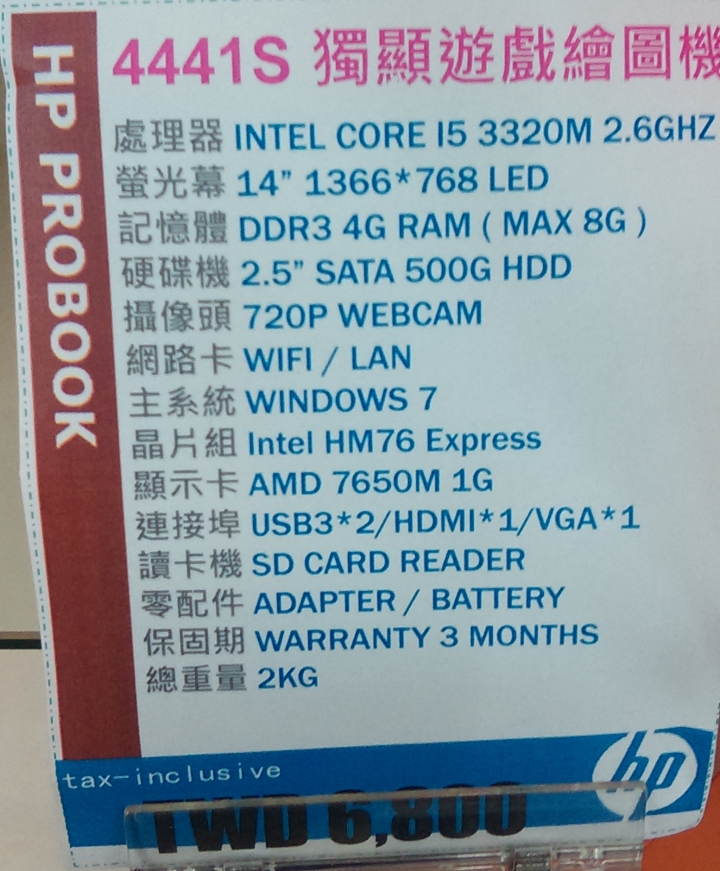 HP PROBOOK
4441S 獨顯遊戲繪圖機
處理器 INTEL CORE I5 3320M 2.6GHZ
螢光幕 14” 1366*768 LED
記憶體 DDR3 4G RAM ( MAX 8G )
硬碟機 2.5” SATA 500G HDD
攝像頭 720P WEBCAM
網路卡 WIFI / LAN
主系統 WINDOWS 7
晶片組 Intel HM76 Express
顯示卡 AMD 7650M 1G
連接埠 USB3*2/HDMI*1/VGA*1
讀卡機 SD CARD READER
零配件 ADAPTER / BATTERY
保固期 WARRANTY 3 MONTHS
總重量 2KG
tax-inclusive
hp
TWD 6,800